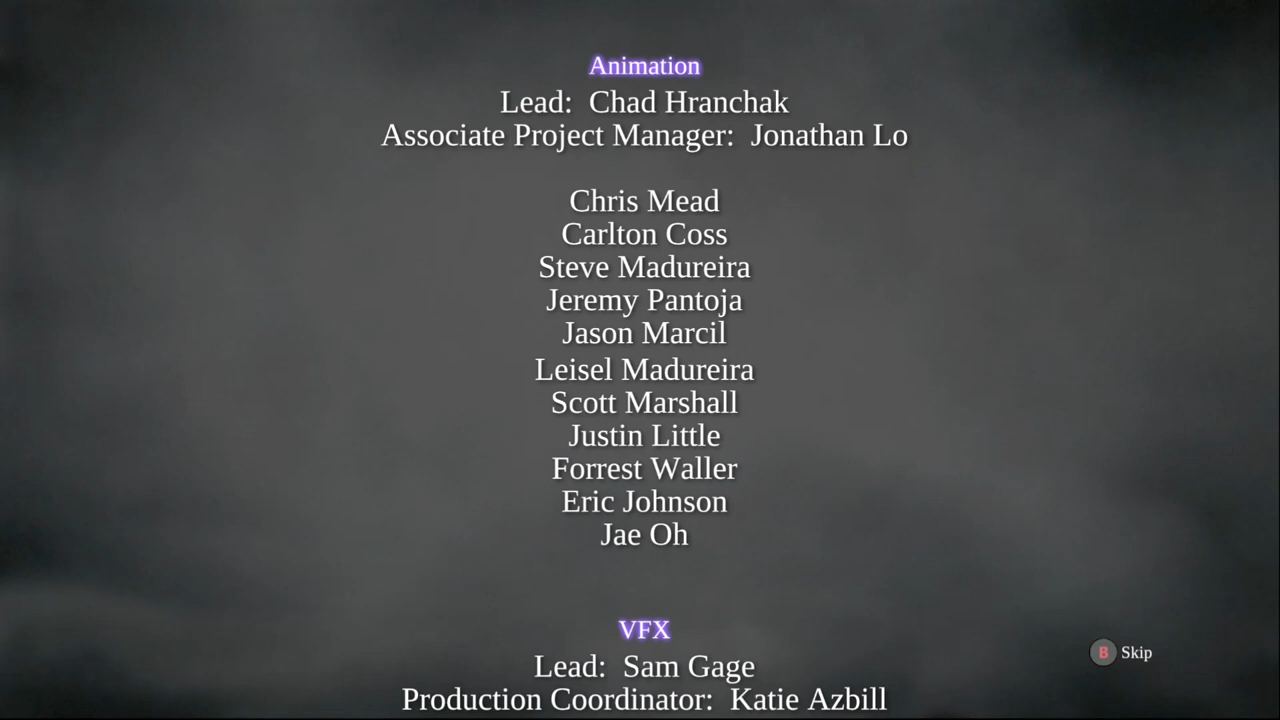 Animation
Lead:  Chad Hranchak
Associate Project Manager:  Jonathan Lo
Chris Mead
Carlton Coss
Steve Madureira
Jeremy Pantoja
Jason Marcil
Leisel Madureira
Scott Marshall
Justin Little
Forrest Waller
Eric Johnson
Jae Oh
VFX
Lead:  Sam Gage
B Skip
Production Coordinator:  Katie Azbill